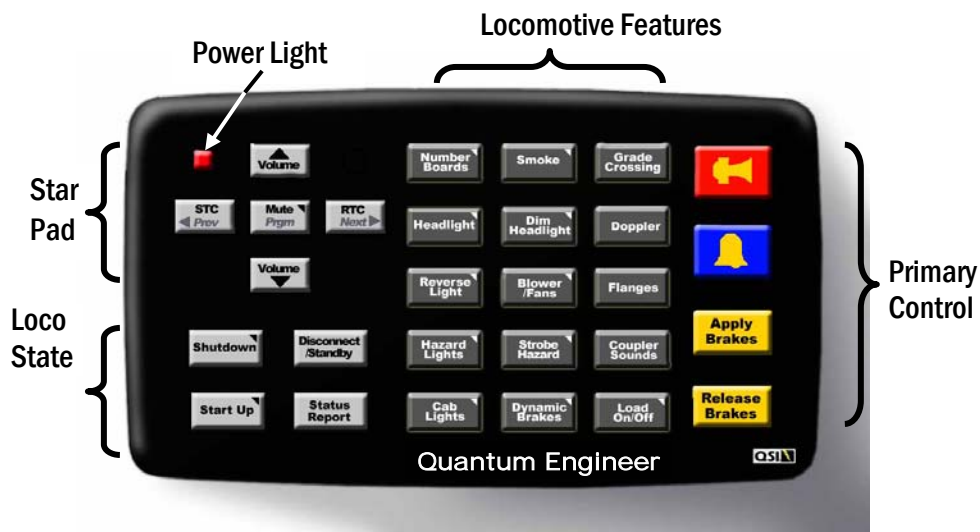 Locomotive Features
Power Light
Star
Pad
Loco
State
Volume
STC
Prev
Mute
Prgm
RTC
Next
Volume
Shutdown
Disconnect
/Standby
Start Up
Status
Report
Number
Boards
Smoke
Grade
Crossing
Headlight
Dim
Headlight
Doppler
Reverse
Light
Blower
/Fans
Flanges
Hazard
Lights
Strobe
Hazard
Coupler
Sounds
Cab
Lights
Dynamic
Brakes
Load
On/Off
Apply
Brakes
Release
Brakes
Quantum Engineer
QSI
Primary
Control